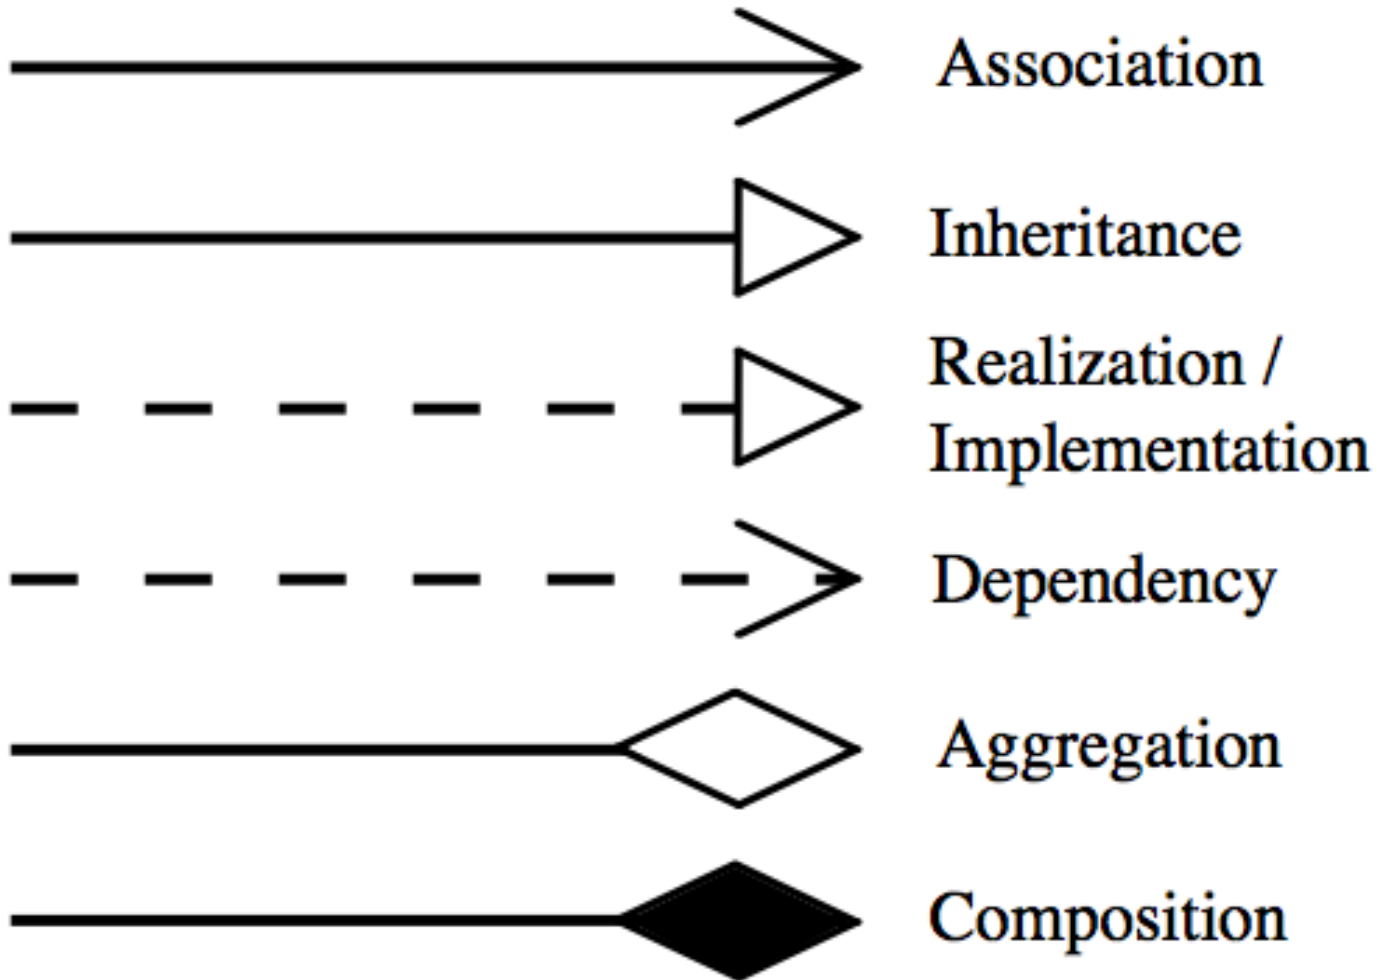 Association
Inheritance
Realization /
Implementation
Dependency
Aggregation
Composition